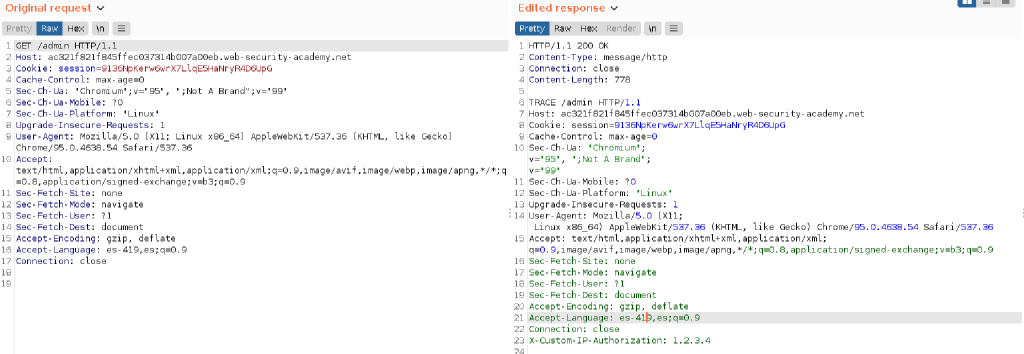 Original request
Pretty Raw Hex \n
1 GET /admin HTTP/1.1
2 Host: ac321f821f845ffec037314b007a00eb.web-security-academy.net
3 Cookie: session=9136NpKerw6wrX7LlqE5HaNryR4D6UpG
4 Cache-Control: max-age=0
5 Sec-Ch-Ua: "Chromium";v="95", ";Not A Brand";v="99"
6 Sec-Ch-Ua-Mobile: ?0
7 Sec-Ch-Ua-Platform: "Linux"
8 Upgrade-Insecure-Requests: 1
9 User-Agent: Mozilla/5.0 (X11; Linux x86_64) AppleWebKit/537.36 (KHTML, like Gecko)
Chrome/95.0.4638.54 Safari/537.36
10 Accept:
text/html,application/xhtml+xml,application/xml;q=0.9,image/avif,image/webp,image/apng,*/*;q
=0.8,application/signed-exchange;v=b3;q=0.9
11 Sec-Fetch-Site: none
12 Sec-Fetch-Mode: navigate
13 Sec-Fetch-User: ?1
14 Sec-Fetch-Dest: document
15 Accept-Encoding: gzip, deflate
16 Accept-Language: es-419,es;q=0.9
17 Connection: close
18
19
Edited response
Pretty Raw Hex Render \n
1 HTTP/1.1 200 OK
2 Content-Type: message/http
3 Connection: close
4 Content-Length: 778
5
6 TRACE /admin HTTP/1.1
7 Host: ac321f821f845ffec037314b007a00eb.web-security-academy.net
8 Cookie: session=9136NpKerw6wrX7LlqE5HaNryR4D6UpG
9 Cache-Control: max-age=0
10 Sec-Ch-Ua: "Chromium";
v="95", ";Not A Brand";
v="99"
11 Sec-Ch-Ua-Mobile: ?0
12 Sec-Ch-Ua-Platform: "Linux"
13 Upgrade-Insecure-Requests: 1
14 User-Agent: Mozilla/5.0 (X11;
Linux x86_64) AppleWebKit/537.36 (KHTML, like Gecko) Chrome/95.0.4638.54 Safari/537.36
15 Accept: text/html,application/xhtml+xml,application/xml;
q=0.9,image/avif,image/webp,image/apng,*/*;q=0.8,application/signed-exchange;v=b3;q=0.9
16 Sec-Fetch-Site: none
17 Sec-Fetch-Mode: navigate
18 Sec-Fetch-User: ?1
19 Sec-Fetch-Dest: document
20 Accept-Encoding: gzip, deflate
21 Accept-Language: es-419,es;q=0.9
22 Connection: close
23 X-Custom-IP-Authorization: 1.2.3.4
24